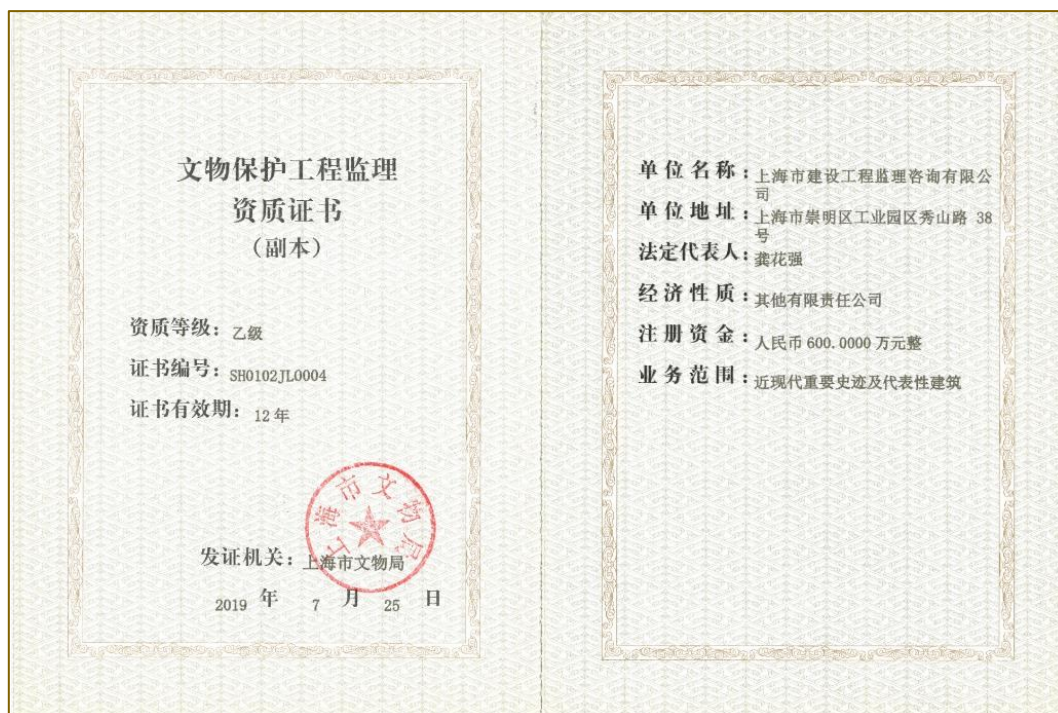 文物保护工程监理
资质证书
（副本）
资质等级：乙级
证书编号：SH0102JL0004
证书有效期：12年
上海市文物局
发证机关：上海市文物局
2019 年 7 月 25 日
单位名称：上海市建设工程监理咨询有限公
司
单位地址：上海市崇明区工业园区秀山路 38
号
法定代表人：龚花强
经济性质：其他有限责任公司
注册资金：人民币 600.0000 万元整
业务范围：近现代重要史迹及代表性建筑